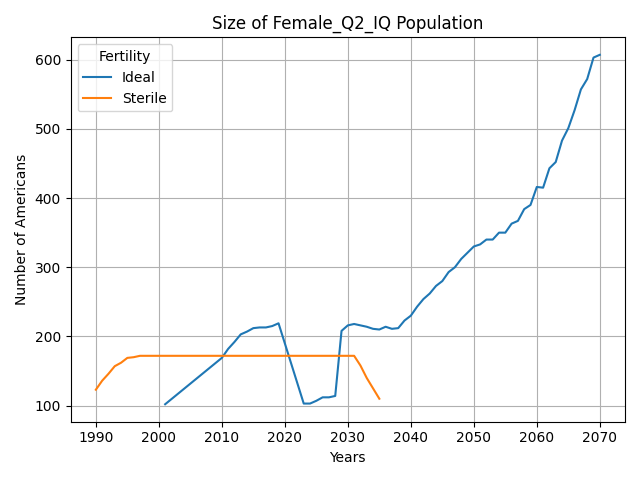 Size of Female_Q2_IQ Population
Fertility
Ideal
Sterile
Number of Americans
600
500
400
300
200
100
1990 2000 2010 2020 2030 2040 2050 2060 2070
Years